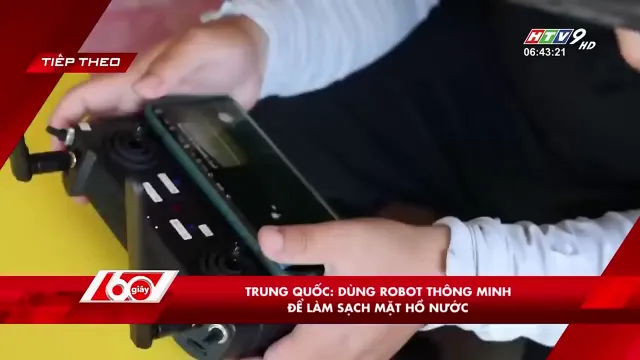 TIẾP THEO
HTV9 HD
06:43:21
60 giây
TRUNG QUỐC: DÙNG ROBOT THÔNG MINH
ĐỂ LÀM SẠCH MẶT HỒ NƯỚC